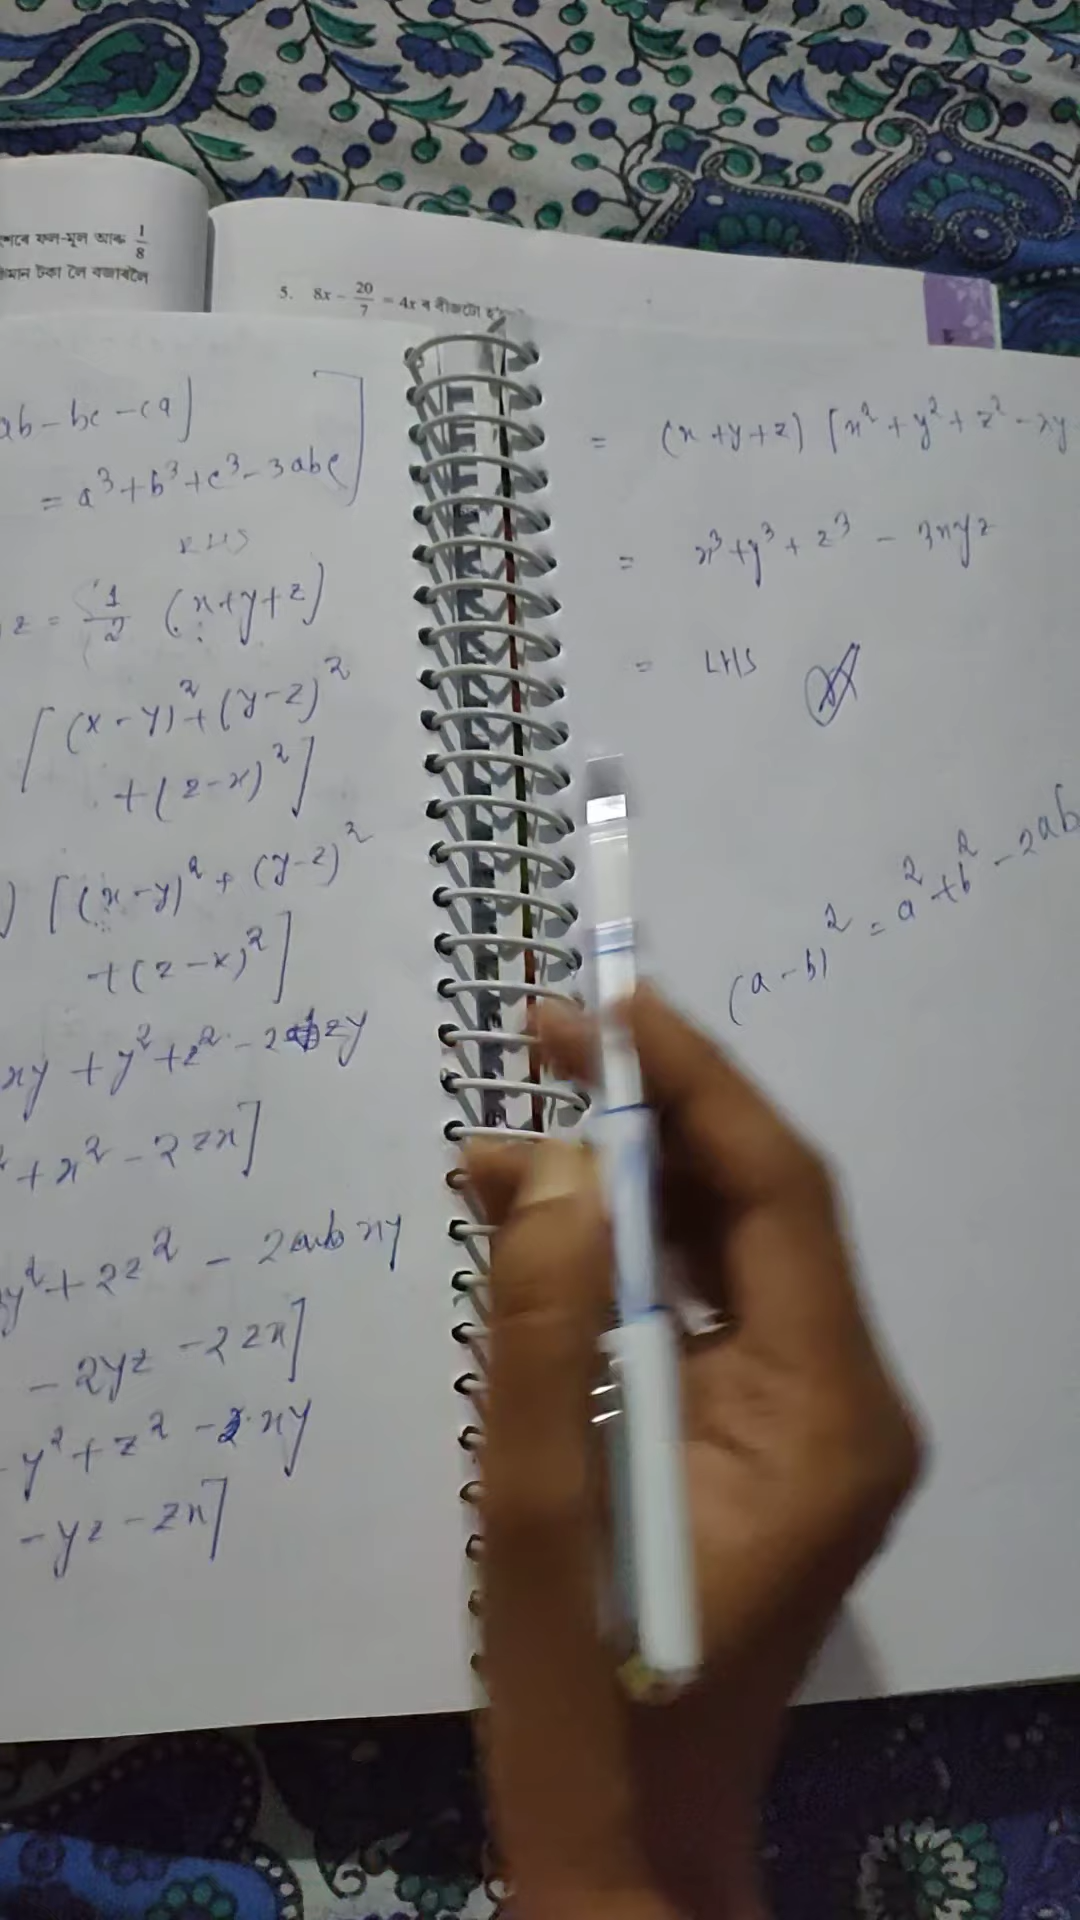 শৰে ফল-মূল আৰু 1/8
টকা লৈ বজাৰলৈ
5. 8x - 20/7 = 4x ৰ বীজটো
ab - bc - ca]
= a³ + b³ + c³ - 3abc]
RHS
z = 1/2 (x+y+z)
[(x-y)² + (y-z)²
+ (z-x)²]
) [(x-y)² + (y-z)²
+ (z-x)²]
xy + y² + z² - 2zy
² + x² - 2zx]
y² + 2z² - 2xy
- 2yz - 2zx]
y² + z² - xy
- yz - zx]
= (x+y+z) [x² + y² + z² - xy
= x³ + y³ + z³ - 3xyz
= LHS
(a-b)² = a² + b² - 2ab